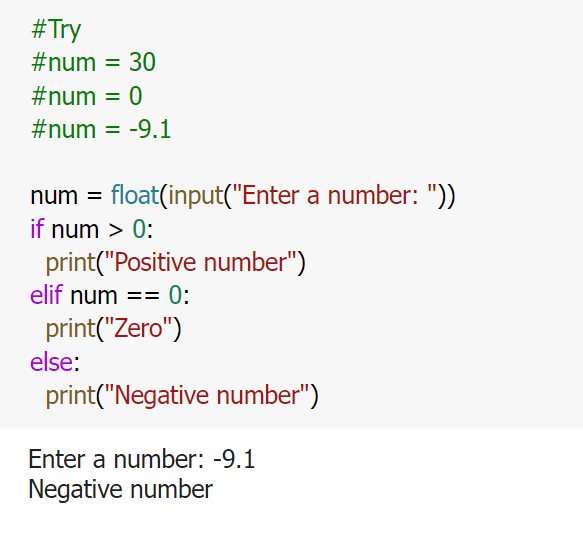 #Try
#num = 30
#num = 0
#num = -9.1

num = float(input("Enter a number: "))
if num > 0:
  print("Positive number")
elif num == 0:
  print("Zero")
else:
  print("Negative number")

Enter a number: -9.1
Negative number